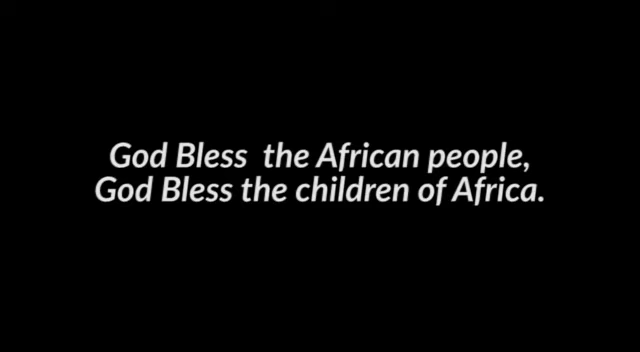 God Bless  the African people,
God Bless the children of Africa.